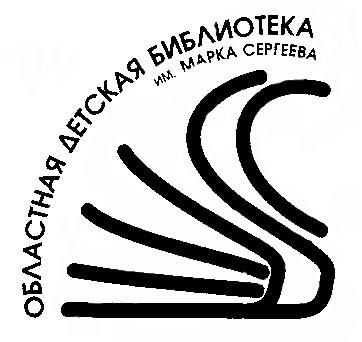 ОБЛАСТНАЯ ДЕТСКАЯ БИБЛИОТЕКА
ИМ. МАРКА СЕРГЕЕВА